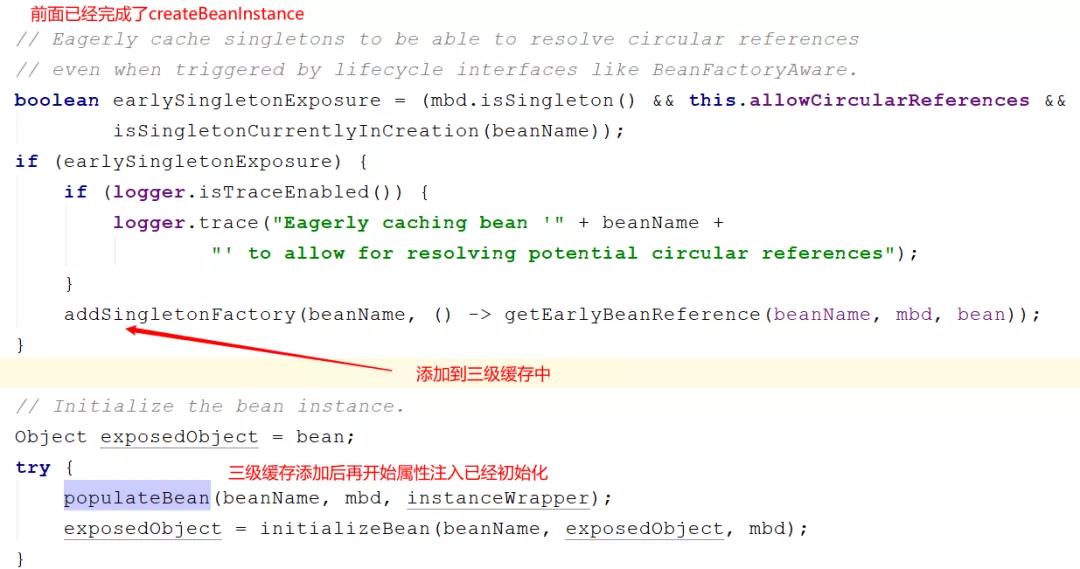 前面已经完成了createBeanInstance
// Eagerly cache singletons to be able to resolve circular references
// even when triggered by lifecycle interfaces like BeanFactoryAware.
boolean earlySingletonExposure = (mbd.isSingleton() && this.allowCircularReferences &&
        isSingletonCurrentlyInCreation(beanName));
if (earlySingletonExposure) {
    if (logger.isTraceEnabled()) {
        logger.trace("Eagerly caching bean '" + beanName +
                "' to allow for resolving potential circular references");
    }
    addSingletonFactory(beanName, () -> getEarlyBeanReference(beanName, mbd, bean));
}
添加到三级缓存中
// Initialize the bean instance.
Object exposedObject = bean;
try {
三级缓存添加后再开始属性注入已经初始化
    populateBean(beanName, mbd, instanceWrapper);
    exposedObject = initializeBean(beanName, exposedObject, mbd);
}